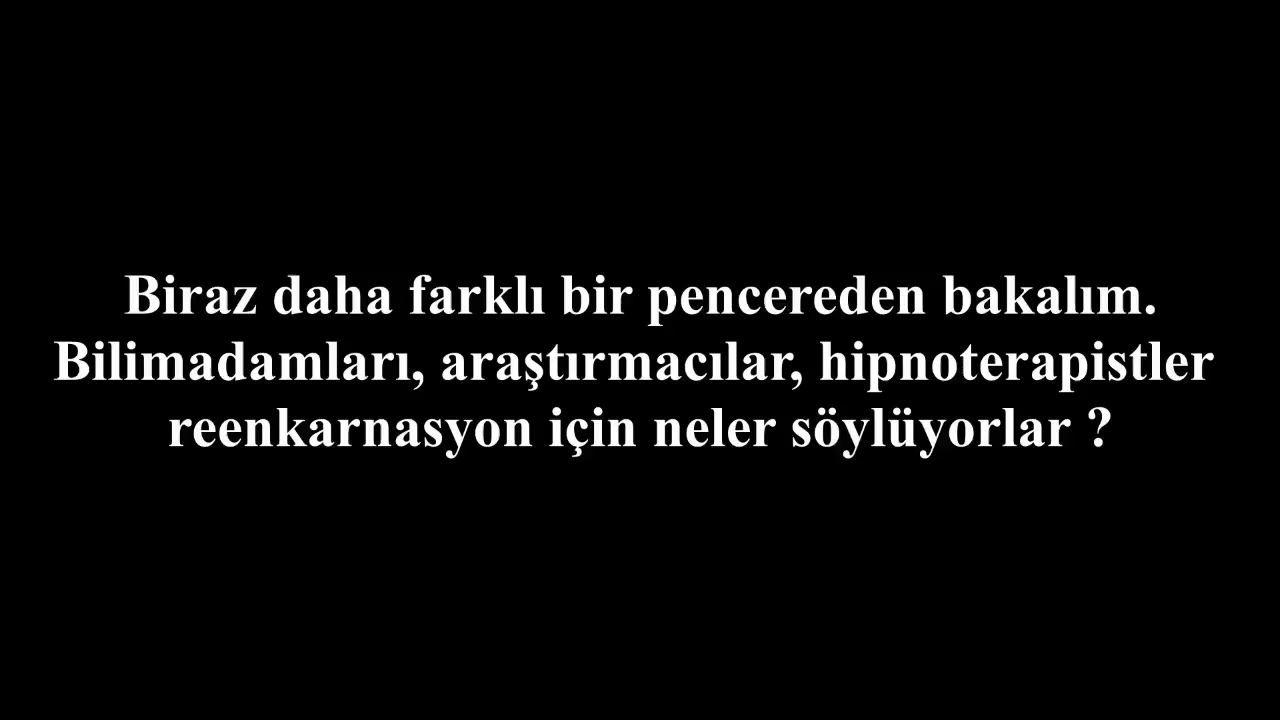 Biraz daha farklı bir pencereden bakalım.
Bilimadamları, araştırmacılar, hipnoterapistler
reenkarnasyon için neler söylüyorlar ?